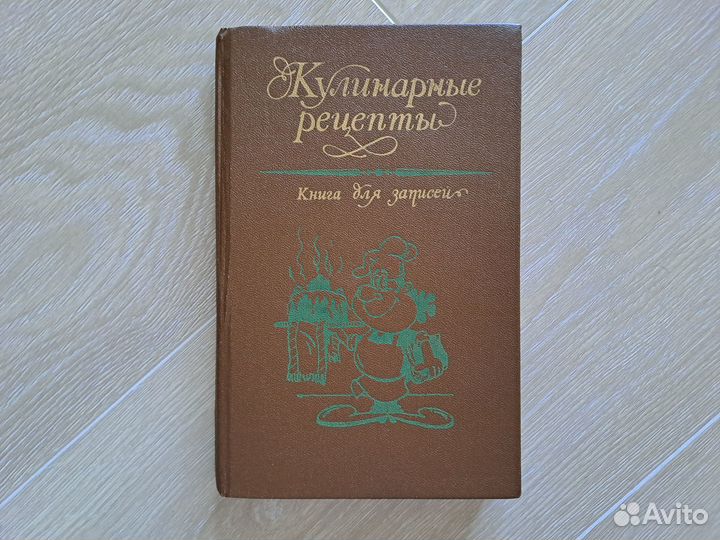 Кулинарные
рецепты
Книга для записей
Avito